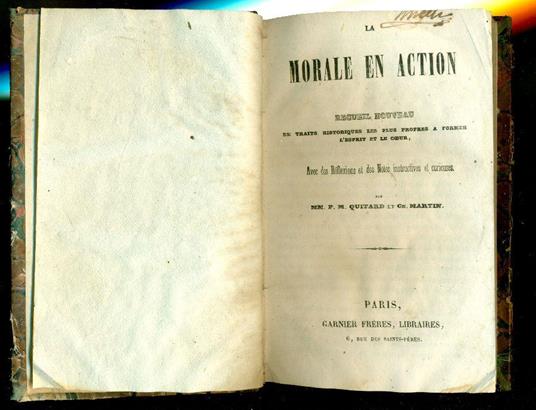 LA
MORALE EN ACTION
RECUEIL NOUVEAU
DE TRAITS HISTORIQUES LES PLUS PROPRES A FORMER
L'ESPRIT ET LE CŒUR,
Avec des Réflexions et des Notes instructives et curieuses.
PAR
MM. P. M. QUITARD ET CH. MARTIN.
PARIS,
GARNIER FRÈRES, LIBRAIRES,
6, RUE DES SAINTS-PÈRES.